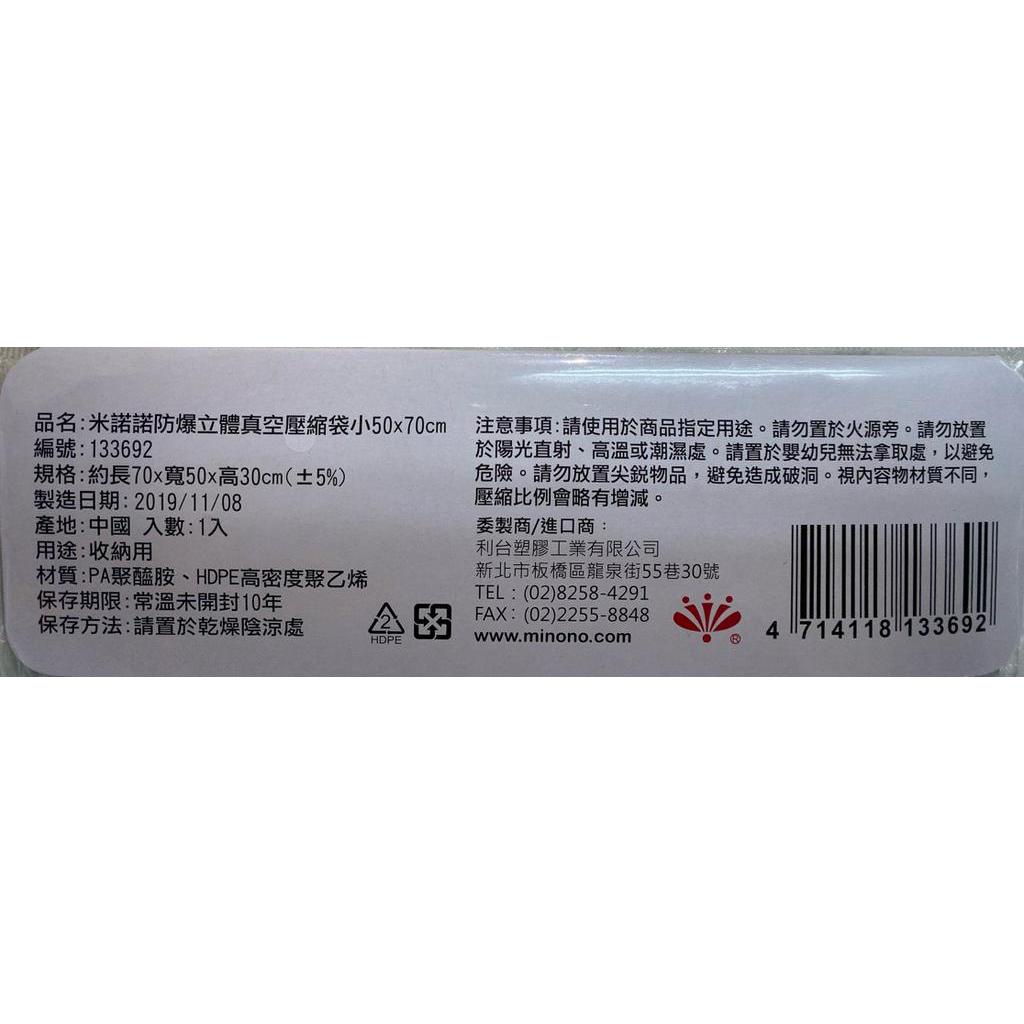 品名:米諾諾防爆立體真空壓縮袋小50x70cm
編號:133692
規格:約長70x寬50x高30cm(±5%)
製造日期: 2019/11/08
產地:中國 入數:1入
用途:收納用
材質:PA聚醯胺、HDPE高密度聚乙烯
保存期限:常溫未開封10年
保存方法:請置於乾燥陰涼處
2
HDPE
注意事項:請使用於商品指定用途。請勿置於火源旁。請勿放置
於陽光直射、高溫或潮濕處。請置於嬰幼兒無法拿取處,以避免
危險。請勿放置尖銳物品,避免造成破洞。視內容物材質不同,
壓縮比例會略有增減。
委製商/進口商:
利台塑膠工業有限公司
新北市板橋區龍泉街55巷30號
TEL : (02)8258-4291
FAX: (02)2255-8848
www.minono.com
®
4 714118 133692